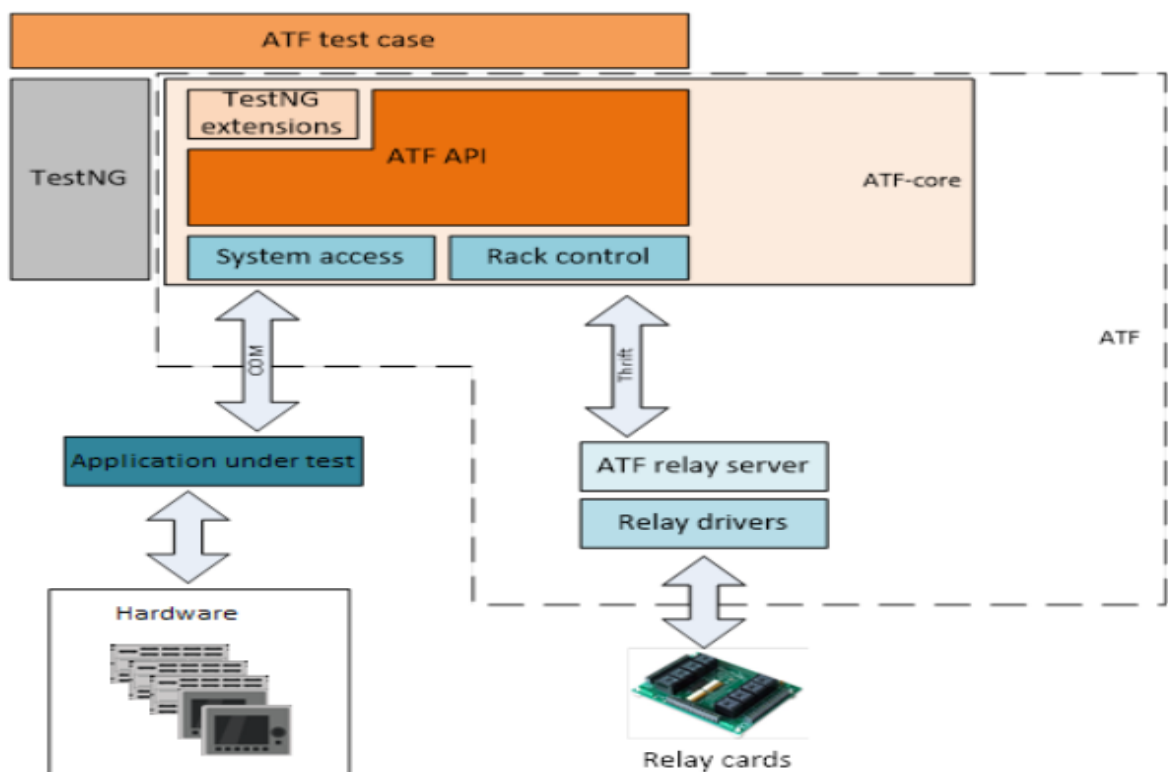 ATF test case
TestNG
TestNG
extensions
ATF API
ATF-core
System access
Rack control
COM
Thrift
ATF
Application under test
ATF relay server
Relay drivers
Hardware
Relay cards